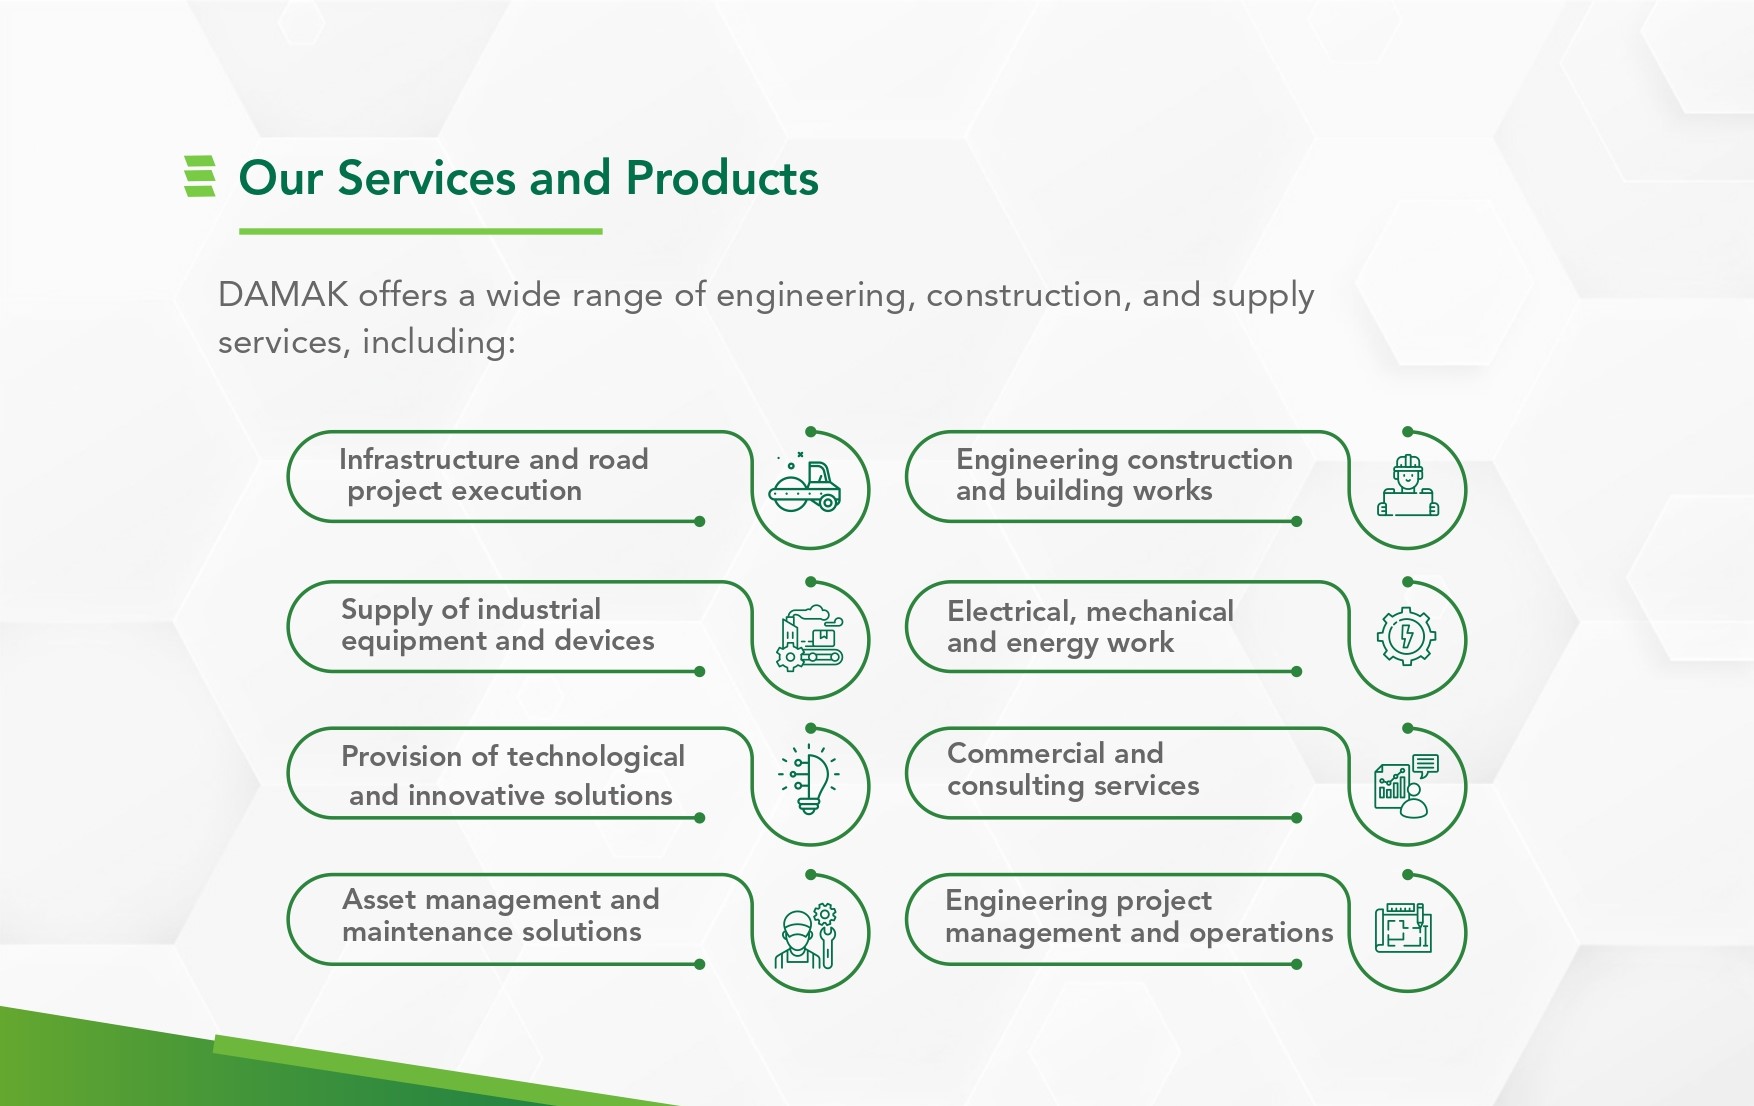 Our Services and Products
DAMAK offers a wide range of engineering, construction, and supply
services, including:
Infrastructure and road
project execution
Engineering construction
and building works
Supply of industrial
equipment and devices
Electrical, mechanical
and energy work
Provision of technological
and innovative solutions
Commercial and
consulting services
Asset management and
maintenance solutions
Engineering project
management and operations